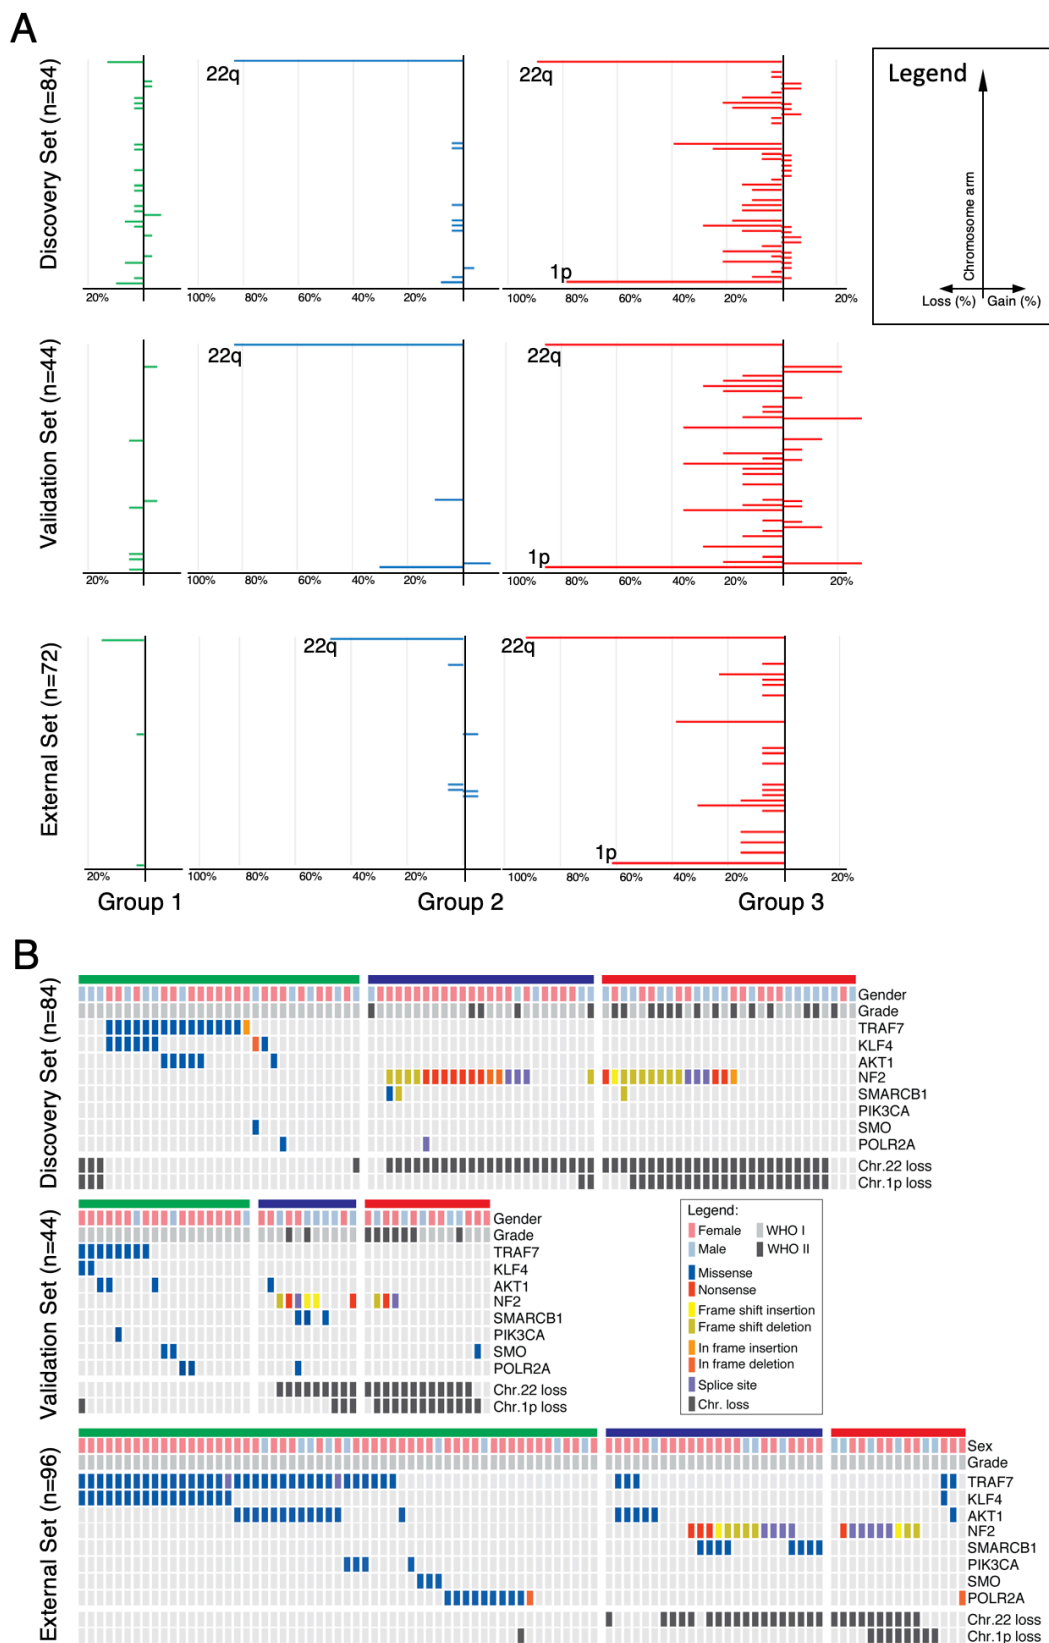 A
Discovery Set (n=84)
22q
22q
1p
20%
100% 80% 60% 40% 20%
100% 80% 60% 40% 20% 20%
Legend
Chromosome arm
Loss (%) Gain (%)
Validation Set (n=44)
22q
22q
1p
20%
100% 80% 60% 40% 20%
100% 80% 60% 40% 20% 20%
External Set (n=72)
22q
22q
1p
20%
100% 80% 60% 40% 20%
100% 80% 60% 40% 20% 20%
Group 1
Group 2
Group 3
B
Discovery Set (n=84)
Gender
Grade
TRAF7
KLF4
AKT1
NF2
SMARCB1
PIK3CA
SMO
POLR2A
Chr.22 loss
Chr.1p loss
Validation Set (n=44)
Gender
Grade
TRAF7
KLF4
AKT1
NF2
SMARCB1
PIK3CA
SMO
POLR2A
Chr.22 loss
Chr.1p loss
Legend:
Female WHO I
Male WHO II
Missense
Nonsense
Frame shift insertion
Frame shift deletion
In frame insertion
In frame deletion
Splice site
Chr. loss
External Set (n=96)
Sex
Grade
TRAF7
KLF4
AKT1
NF2
SMARCB1
PIK3CA
SMO
POLR2A
Chr.22 loss
Chr.1p loss